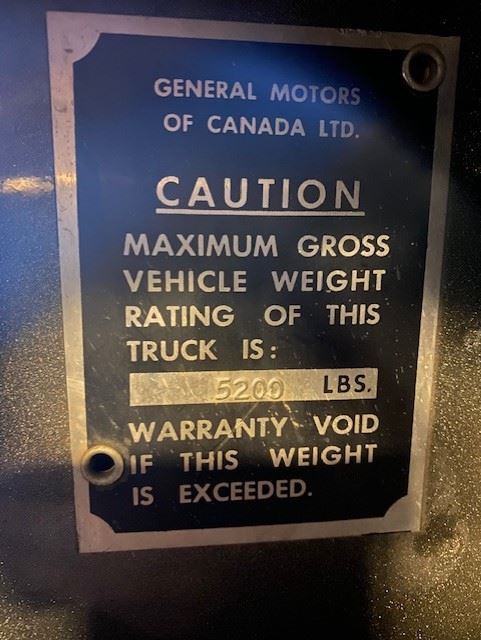 GENERAL MOTORS
OF CANADA LTD.
CAUTION
MAXIMUM GROSS
VEHICLE WEIGHT
RATING OF THIS
TRUCK IS:
5200 LBS.
WARRANTY VOID
IF THIS WEIGHT
IS EXCEEDED.